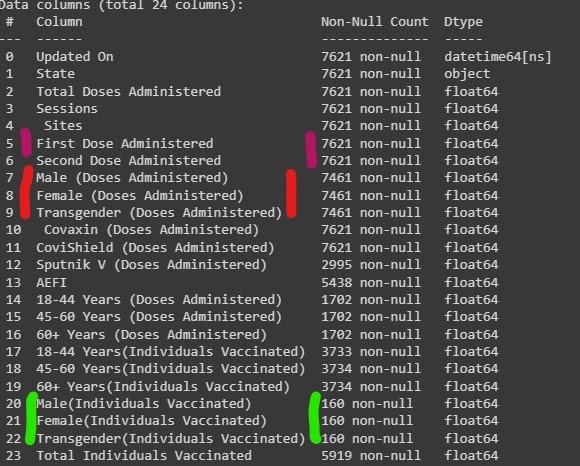 Data columns (total 24 columns):
#   Column                                Non-Null Count  Dtype
---  ------                                --------------  -----
0   Updated On                            7621 non-null   datetime64[ns]
1   State                                 7621 non-null   object
2   Total Doses Administered              7621 non-null   float64
3   Sessions                              7621 non-null   float64
4    Sites                                7621 non-null   float64
5   First Dose Administered               7621 non-null   float64
6   Second Dose Administered              7621 non-null   float64
7   Male (Doses Administered)             7461 non-null   float64
8   Female (Doses Administered)           7461 non-null   float64
9   Transgender (Doses Administered)      7461 non-null   float64
10   Covaxin (Doses Administered)         7621 non-null   float64
11  CoviShield (Doses Administered)       7621 non-null   float64
12  Sputnik V (Doses Administered)        2995 non-null   float64
13  AEFI                                  5438 non-null   float64
14  18-44 Years (Doses Administered)      1702 non-null   float64
15  45-60 Years (Doses Administered)      1702 non-null   float64
16  60+ Years (Doses Administered)        1702 non-null   float64
17  18-44 Years(Individuals Vaccinated)   3733 non-null   float64
18  45-60 Years(Individuals Vaccinated)   3734 non-null   float64
19  60+ Years(Individuals Vaccinated)     3734 non-null   float64
20  Male(Individuals Vaccinated)          160 non-null    float64
21  Female(Individuals Vaccinated)        160 non-null    float64
22  Transgender(Individuals Vaccinated)   160 non-null    float64
23  Total Individuals Vaccinated          5919 non-null   float64